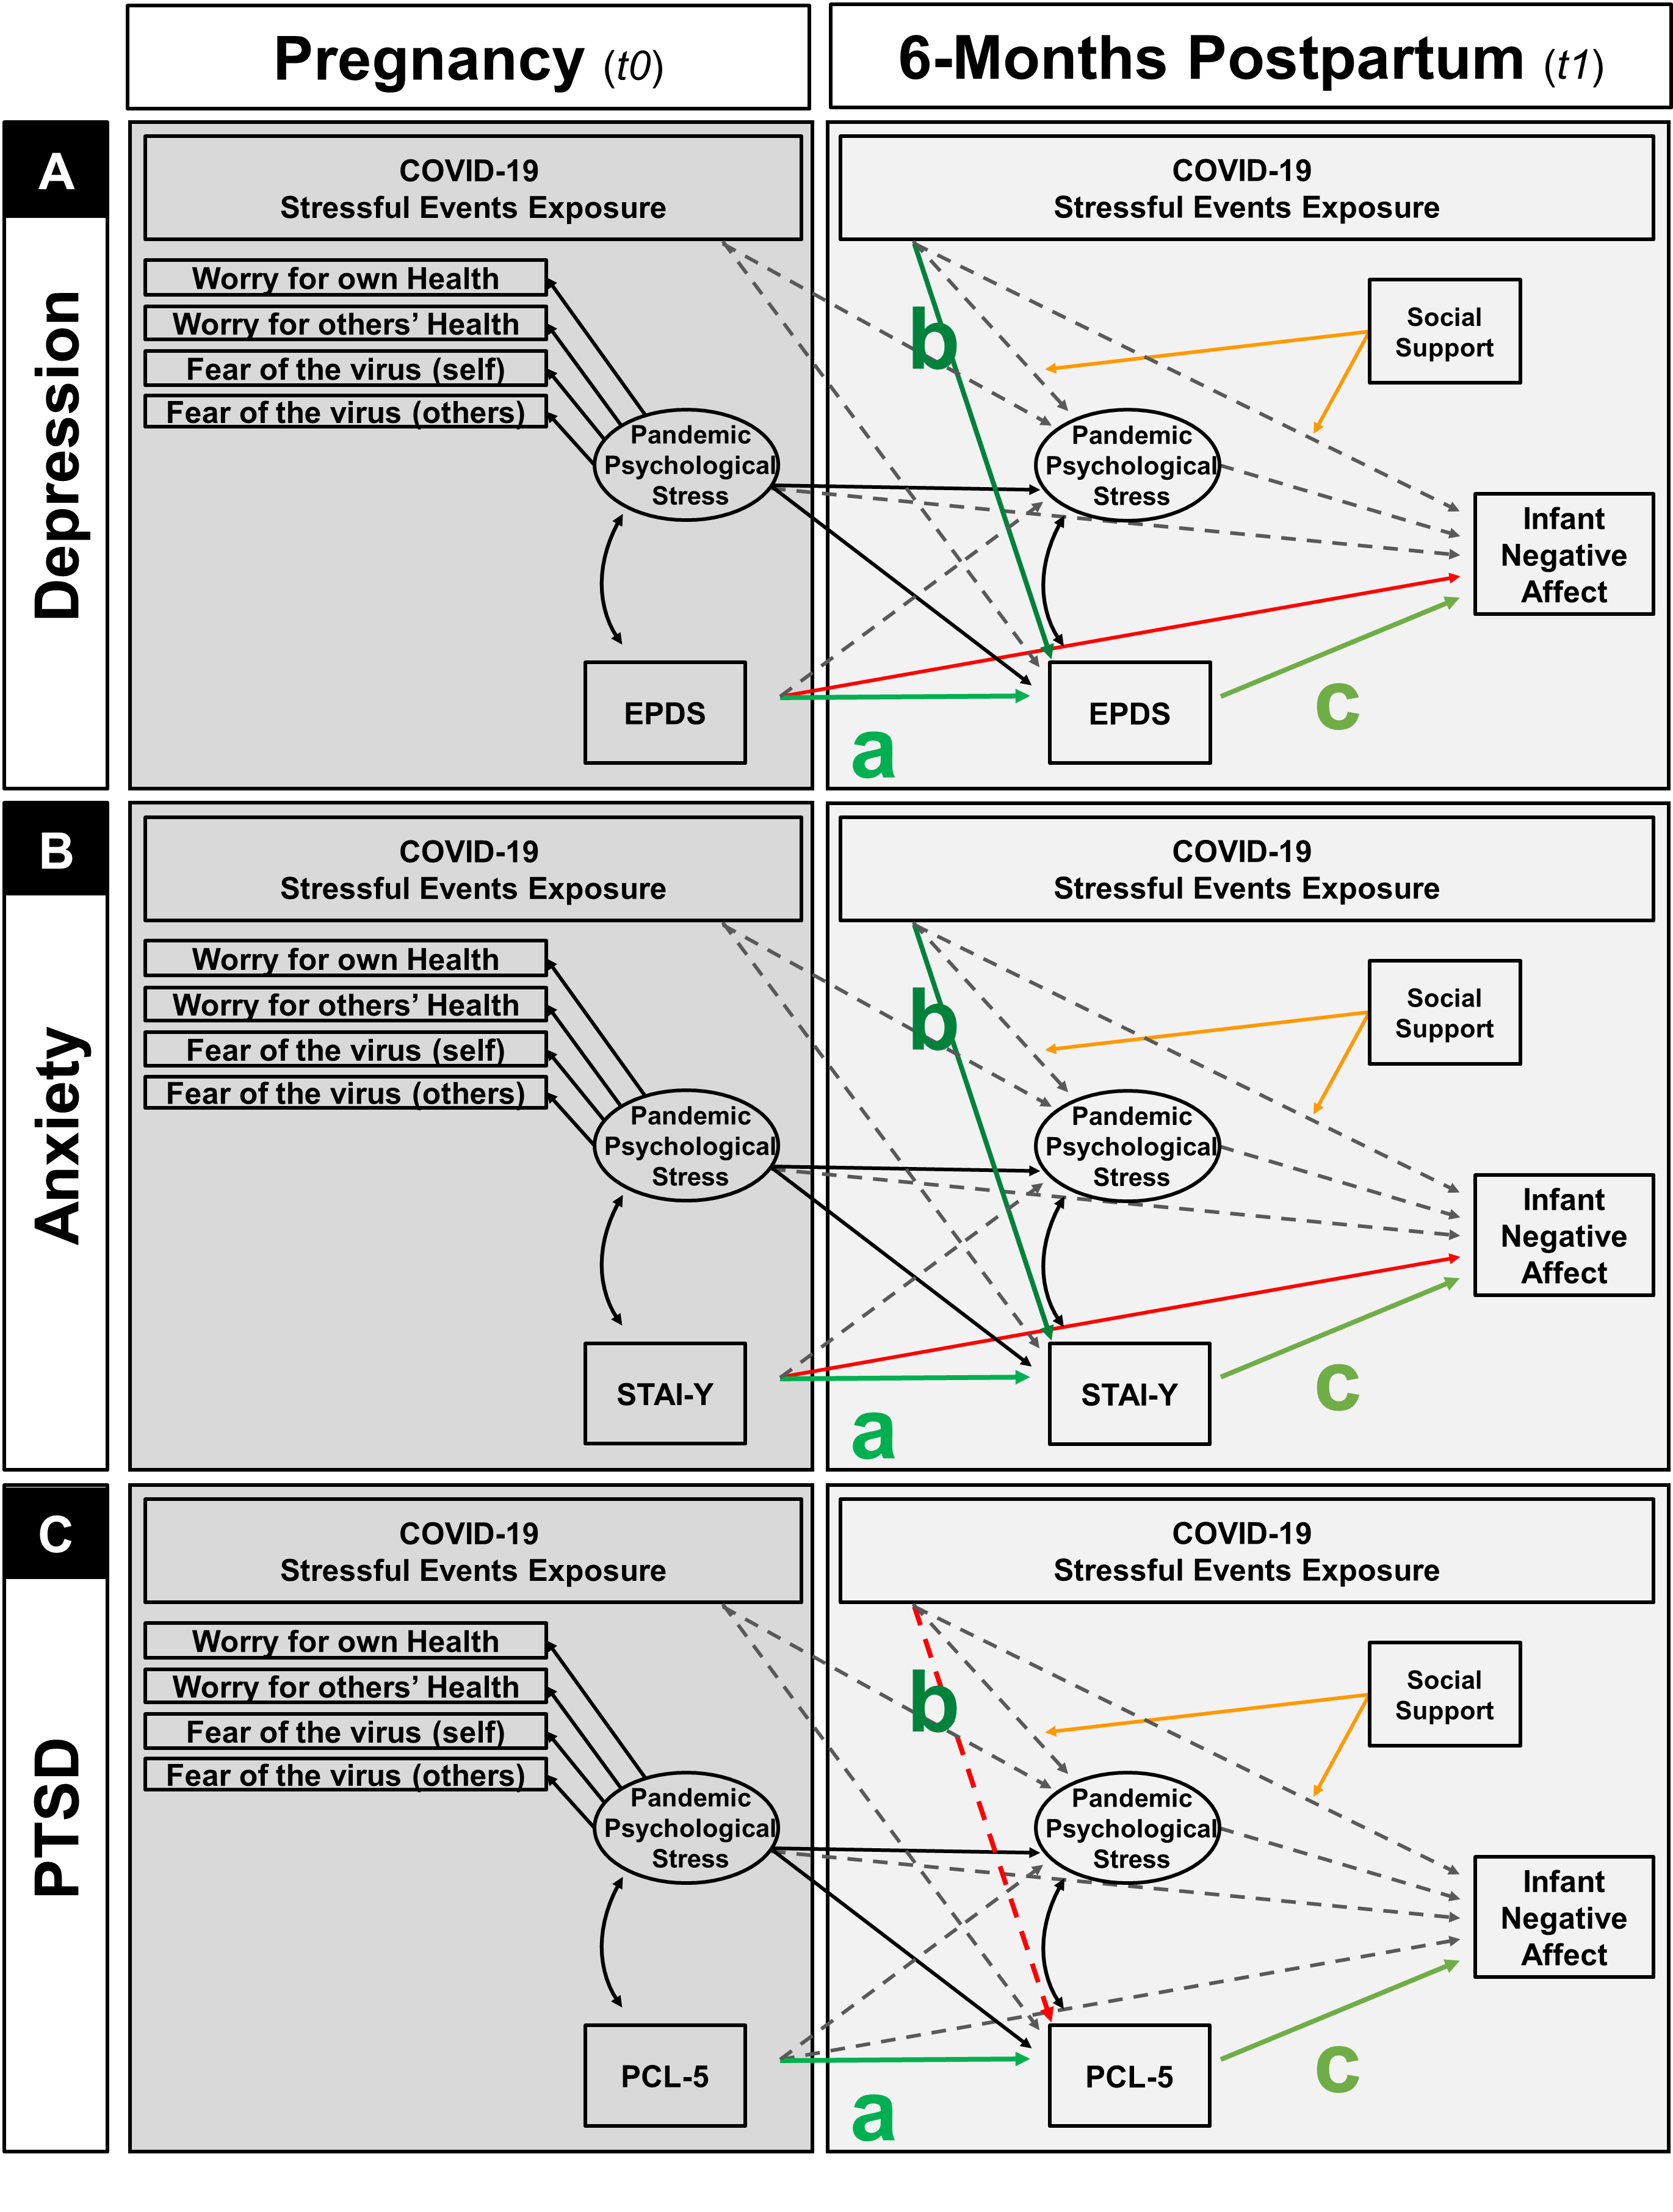 Pregnancy (t0)
6-Months Postpartum (t1)
A
Depression
COVID-19
Stressful Events Exposure
Worry for own Health
Worry for others' Health
Fear of the virus (self)
Fear of the virus (others)
Pandemic
Psychological
Stress
EPDS
COVID-19
Stressful Events Exposure
b
Social
Support
Pandemic
Psychological
Stress
Infant
Negative
Affect
EPDS
a
c
B
Anxiety
COVID-19
Stressful Events Exposure
Worry for own Health
Worry for others' Health
Fear of the virus (self)
Fear of the virus (others)
Pandemic
Psychological
Stress
STAI-Y
COVID-19
Stressful Events Exposure
b
Social
Support
Pandemic
Psychological
Stress
Infant
Negative
Affect
STAI-Y
a
c
C
PTSD
COVID-19
Stressful Events Exposure
Worry for own Health
Worry for others' Health
Fear of the virus (self)
Fear of the virus (others)
Pandemic
Psychological
Stress
PCL-5
COVID-19
Stressful Events Exposure
b
Social
Support
Pandemic
Psychological
Stress
Infant
Negative
Affect
PCL-5
a
c